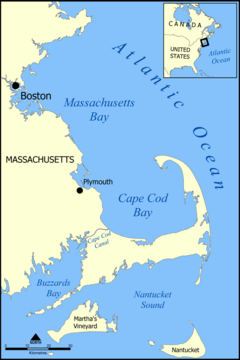 CANADA
UNITED
STATES
Atlantic
Ocean
Atlantic Ocean
Boston
Massachusetts
Bay
MASSACHUSETTS
Plymouth
Cape Cod
Bay
Cape Cod
Canal
Buzzards
Bay
Nantucket
Sound
Martha's
Vineyard
Nantucket